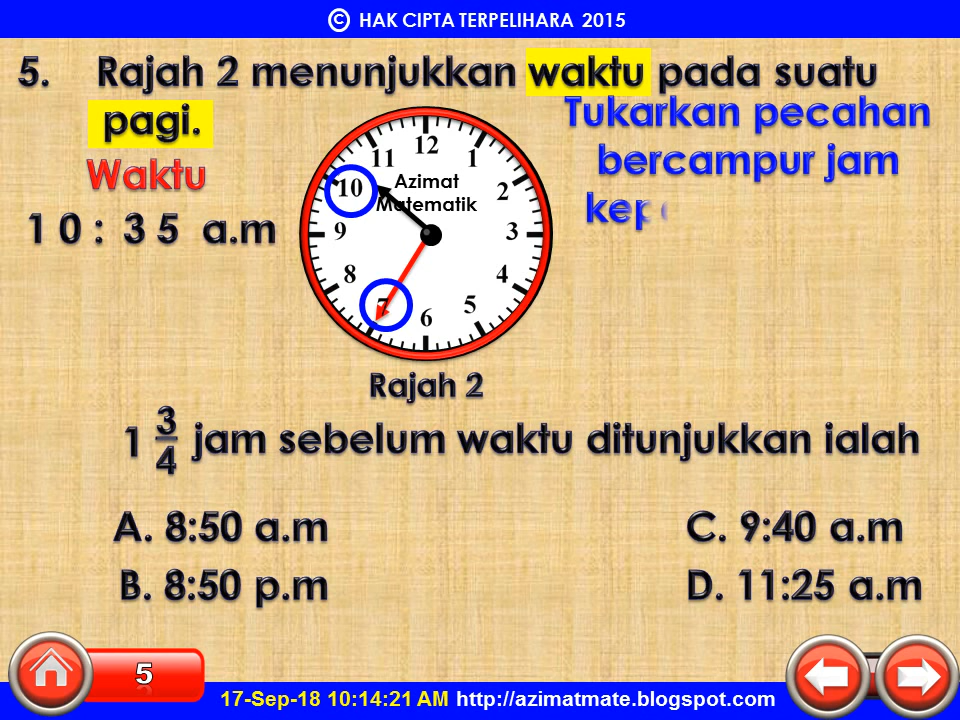 © HAK CIPTA TERPELIHARA 2015
5. Rajah 2 menunjukkan waktu pada suatu
pagi.
Tukarkan pecahan
bercampur jam
Waktu
10:35 a.m
12
11 1
10 2
9 3
8 4
7 5
6
Azimat
Matematik
Rajah 2
1 3/4 jam sebelum waktu ditunjukkan ialah
A. 8:50 a.m
C. 9:40 a.m
B. 8:50 p.m
D. 11:25 a.m
5
17-Sep-18 10:14:21 AM http://azimatmate.blogspot.com